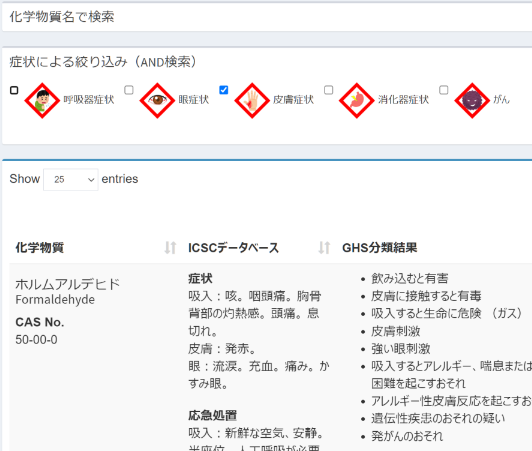 化学物質名で検索
症状による絞り込み（AND検索）
呼吸器症状 眼症状 皮膚症状 消化器症状 がん
Show 25 entries
化学物質 ICSCデータベース GHS分類結果
ホルムアルデヒド
Formaldehyde
CAS No.
50-00-0
症状
吸入：咳。咽頭痛。胸骨
背部の灼熱感。頭痛。息
切れ。
皮膚：発赤。
眼：流涙。充血。痛み。か
すみ眼。
応急処置
吸入：新鮮な空気、安静。
半座位。人工呼吸が必要
• 飲み込むと有害
• 皮膚に接触すると有毒
• 吸入すると生命に危険 （ガス）
• 皮膚刺激
• 強い眼刺激
• 吸入するとアレルギー、喘息または
困難を起こすおそれ
• アレルギー性皮膚反応を起こすお
• 遺伝性疾患のおそれの疑い
• 発がんのおそれ